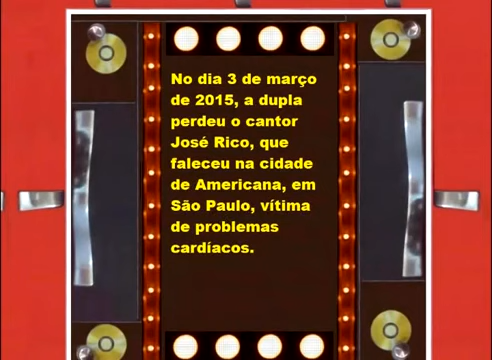 No dia 3 de março
de 2015, a dupla
perdeu o cantor
José Rico, que
faleceu na cidade
de Americana, em
São Paulo, vítima
de problemas
cardíacos.